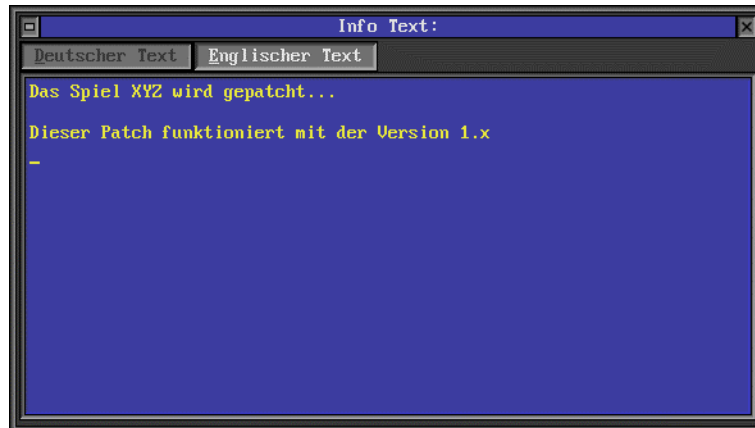 Info Text:
Deutscher Text Englischer Text
Das Spiel XYZ wird gepatcht...
Dieser Patch funktioniert mit der Version 1.x